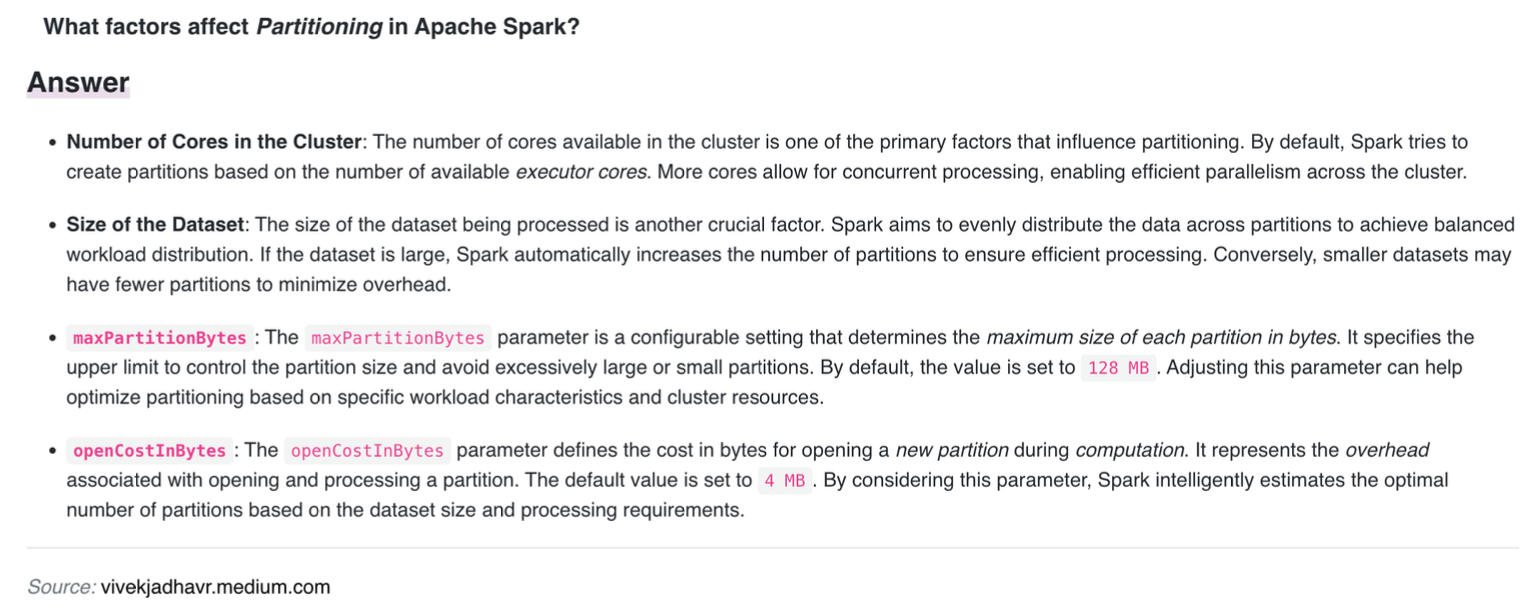 What factors affect Partitioning in Apache Spark?
Answer
• Number of Cores in the Cluster: The number of cores available in the cluster is one of the primary factors that influence partitioning. By default, Spark tries to
create partitions based on the number of available executor cores. More cores allow for concurrent processing, enabling efficient parallelism across the cluster.
• Size of the Dataset: The size of the dataset being processed is another crucial factor. Spark aims to evenly distribute the data across partitions to achieve balanced
workload distribution. If the dataset is large, Spark automatically increases the number of partitions to ensure efficient processing. Conversely, smaller datasets may
have fewer partitions to minimize overhead.
• maxPartitionBytes : The maxPartitionBytes parameter is a configurable setting that determines the maximum size of each partition in bytes. It specifies the
upper limit to control the partition size and avoid excessively large or small partitions. By default, the value is set to 128 MB . Adjusting this parameter can help
optimize partitioning based on specific workload characteristics and cluster resources.
• openCostInBytes : The openCostInBytes parameter defines the cost in bytes for opening a new partition during computation. It represents the overhead
associated with opening and processing a partition. The default value is set to 4 MB . By considering this parameter, Spark intelligently estimates the optimal
number of partitions based on the dataset size and processing requirements.
Source: vivekjadhavr.medium.com